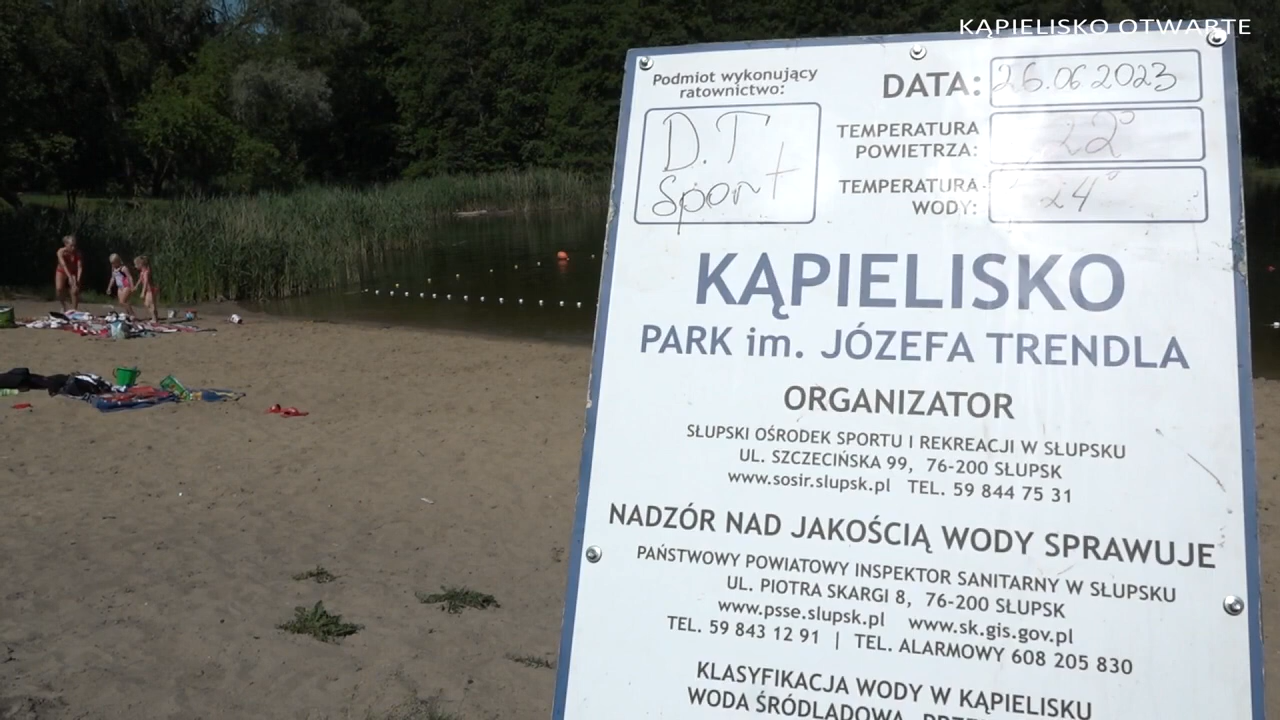 KĄPIELISKO OTWARTE
Podmiot wykonujący
ratownictwo:
D.T
Sport
DATA: 26.06 2023
TEMPERATURA
POWIETRZA: 22°
TEMPERATURA
WODY: 24°
KĄPIELISKO
PARK im. JÓZEFA TRENDLA
ORGANIZATOR
SŁUPSKI OŚRODEK SPORTU I REKREACJI W SŁUPSKU
UL. SZCZECIŃSKA 99, 76-200 SŁUPSK
www.sosir.slupsk.pl TEL. 59 844 75 31
NADZÓR NAD JAKOŚCIĄ WODY SPRAWUJE
PAŃSTWOWY POWIATOWY INSPEKTOR SANITARNY W SŁUPSKU
UL. PIOTRA SKARGI 8, 76-200 SŁUPSK
www.psse.slupsk.pl www.sk.gis.gov.pl
TEL. 59 843 12 91 | TEL. ALARMOWY 608 205 830
KLASYFIKACJA WODY W KĄPIELISKU
WODA ŚRÓDLĄDOWA